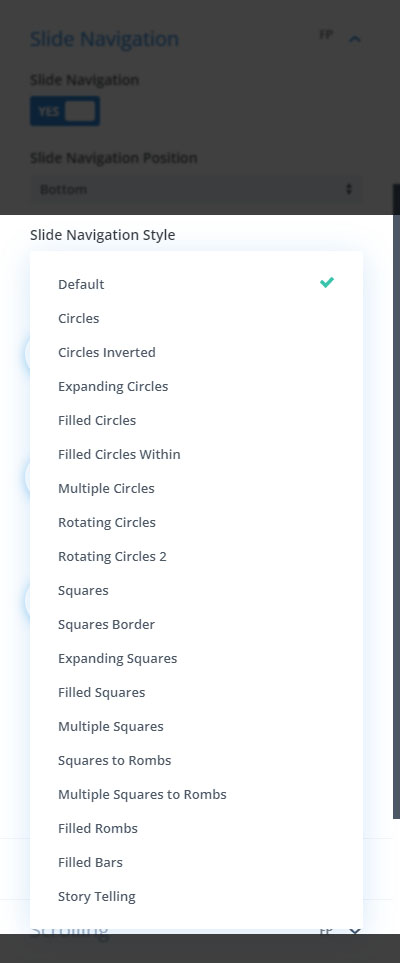 Slide Navigation FP
Slide Navigation
YES
Slide Navigation Position
Bottom
Slide Navigation Style
Default
Circles
Circles Inverted
Expanding Circles
Filled Circles
Filled Circles Within
Multiple Circles
Rotating Circles
Rotating Circles 2
Squares
Squares Border
Expanding Squares
Filled Squares
Multiple Squares
Squares to Rombs
Multiple Squares to Rombs
Filled Rombs
Filled Bars
Story Telling
Scrolling FP